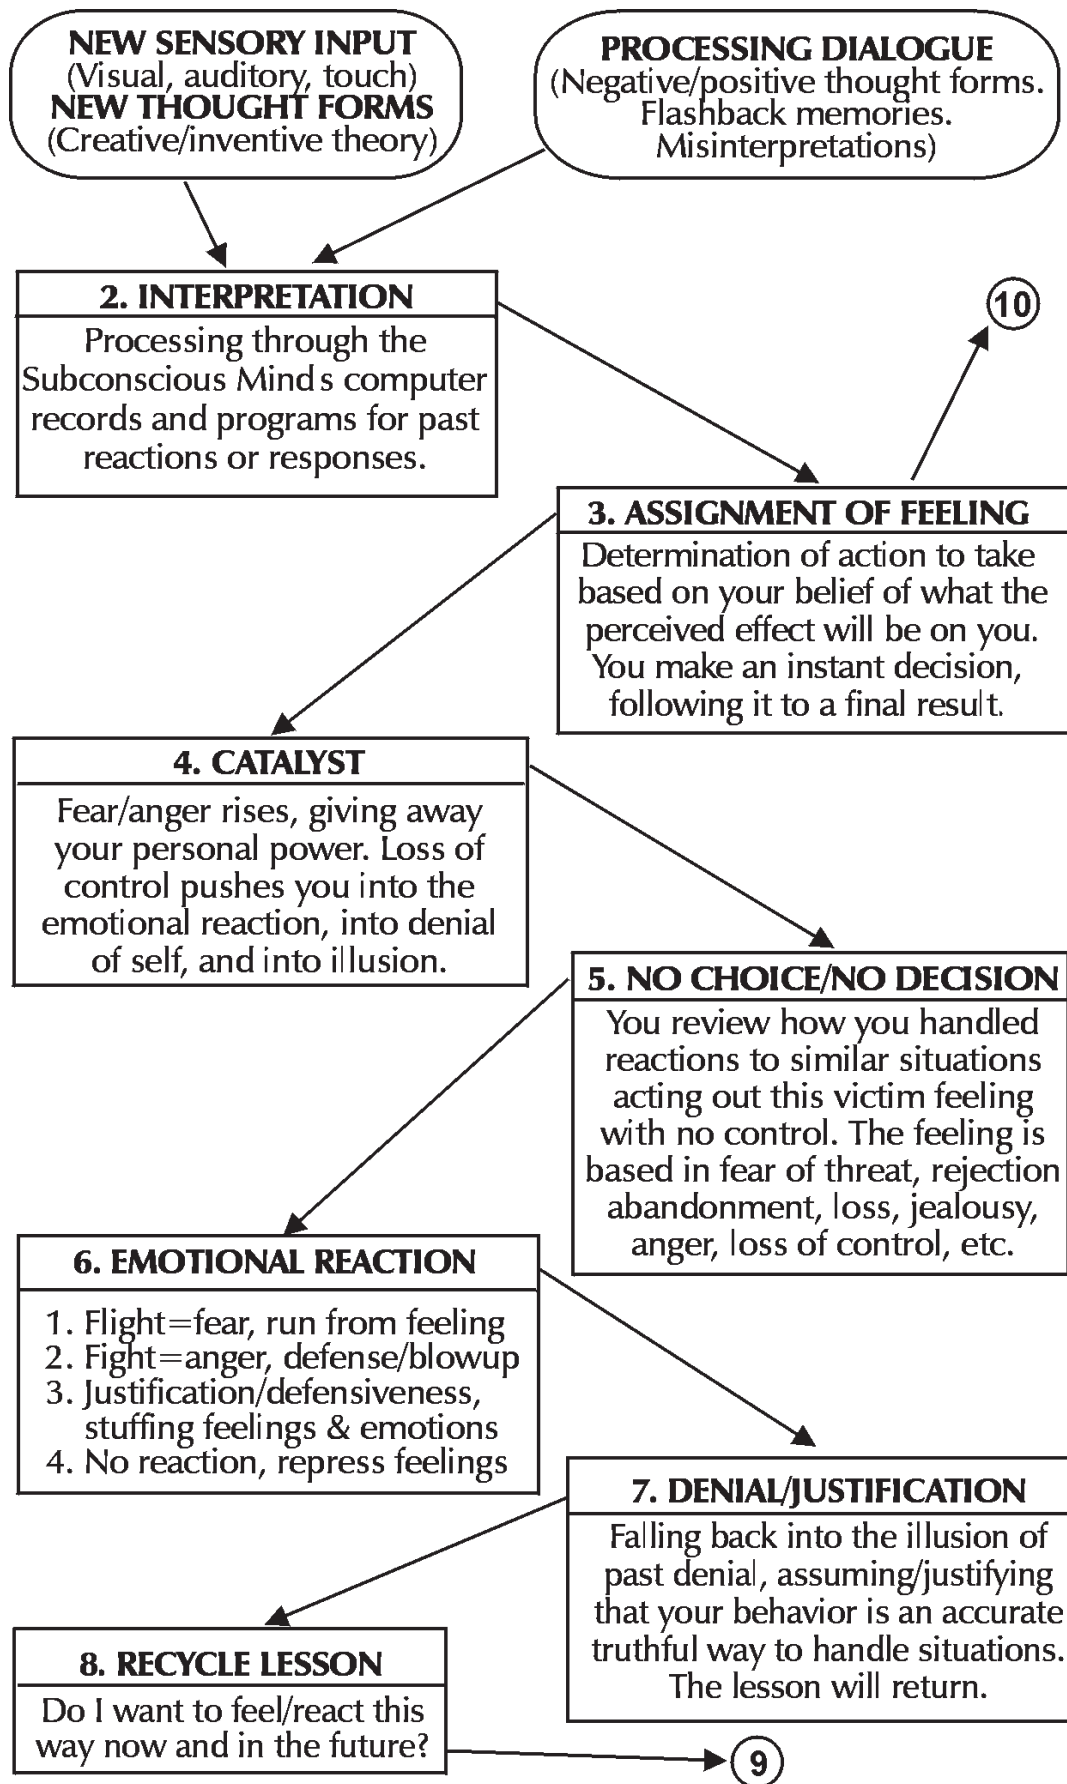 NEW SENSORY INPUT
(Visual, auditory, touch)
NEW THOUGHT FORMS
(Creative/inventive theory)
PROCESSING DIALOGUE
(Negative/positive thought forms.
Flashback memories.
Misinterpretations)
2. INTERPRETATION
Processing through the
Subconscious Mind s computer
records and programs for past
reactions or responses.
10
3. ASSIGNMENT OF FEELING
Determination of action to take
based on your belief of what the
perceived effect will be on you.
You make an instant decision,
following it to a final result.
4. CATALYST
Fear/anger rises, giving away
your personal power. Loss of
control pushes you into the
emotional reaction, into denial
of self, and into illusion.
5. NO CHOICE/NO DECISION
You review how you handled
reactions to similar situations
acting out this victim feeling
with no control. The feeling is
based in fear of threat, rejection
abandonment, loss, jealousy,
anger, loss of control, etc.
6. EMOTIONAL REACTION
1. Flight=fear, run from feeling
2. Fight=anger, defense/blowup
3. Justification/defensiveness,
stuffing feelings & emotions
4. No reaction, repress feelings
7. DENIAL/JUSTIFICATION
Falling back into the illusion of
past denial, assuming/justifying
that your behavior is an accurate
truthful way to handle situations.
The lesson will return.
8. RECYCLE LESSON
Do I want to feel/react this
way now and in the future?
9